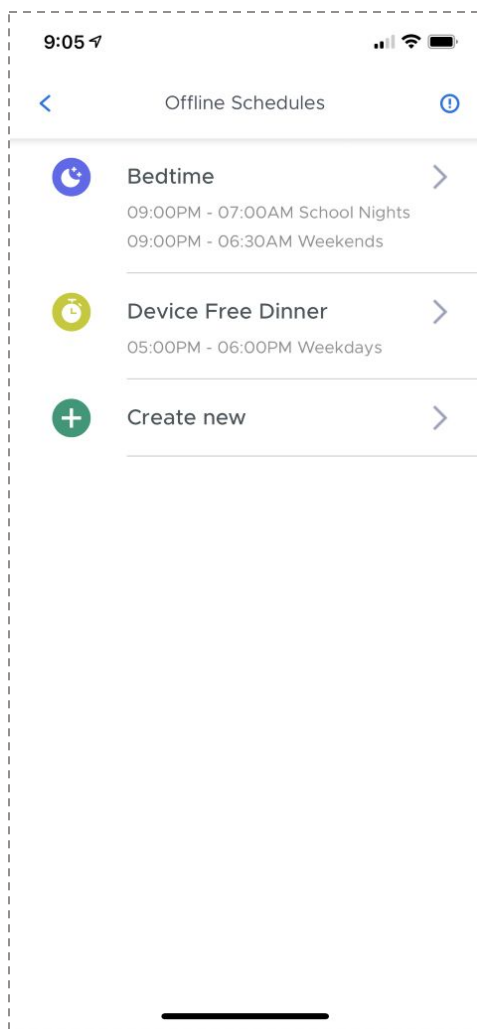 9:05
Offline Schedules
Bedtime
09:00PM - 07:00AM School Nights
09:00PM - 06:30AM Weekends
Device Free Dinner
05:00PM - 06:00PM Weekdays
Create new